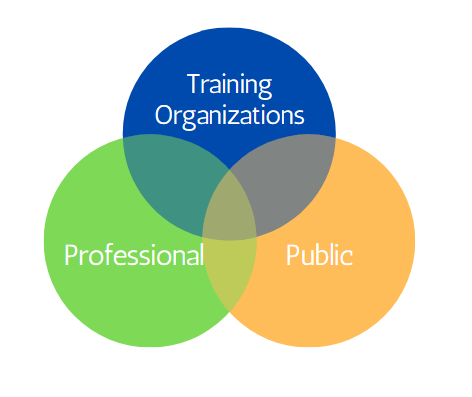 Training
Organizations
Professional
Public